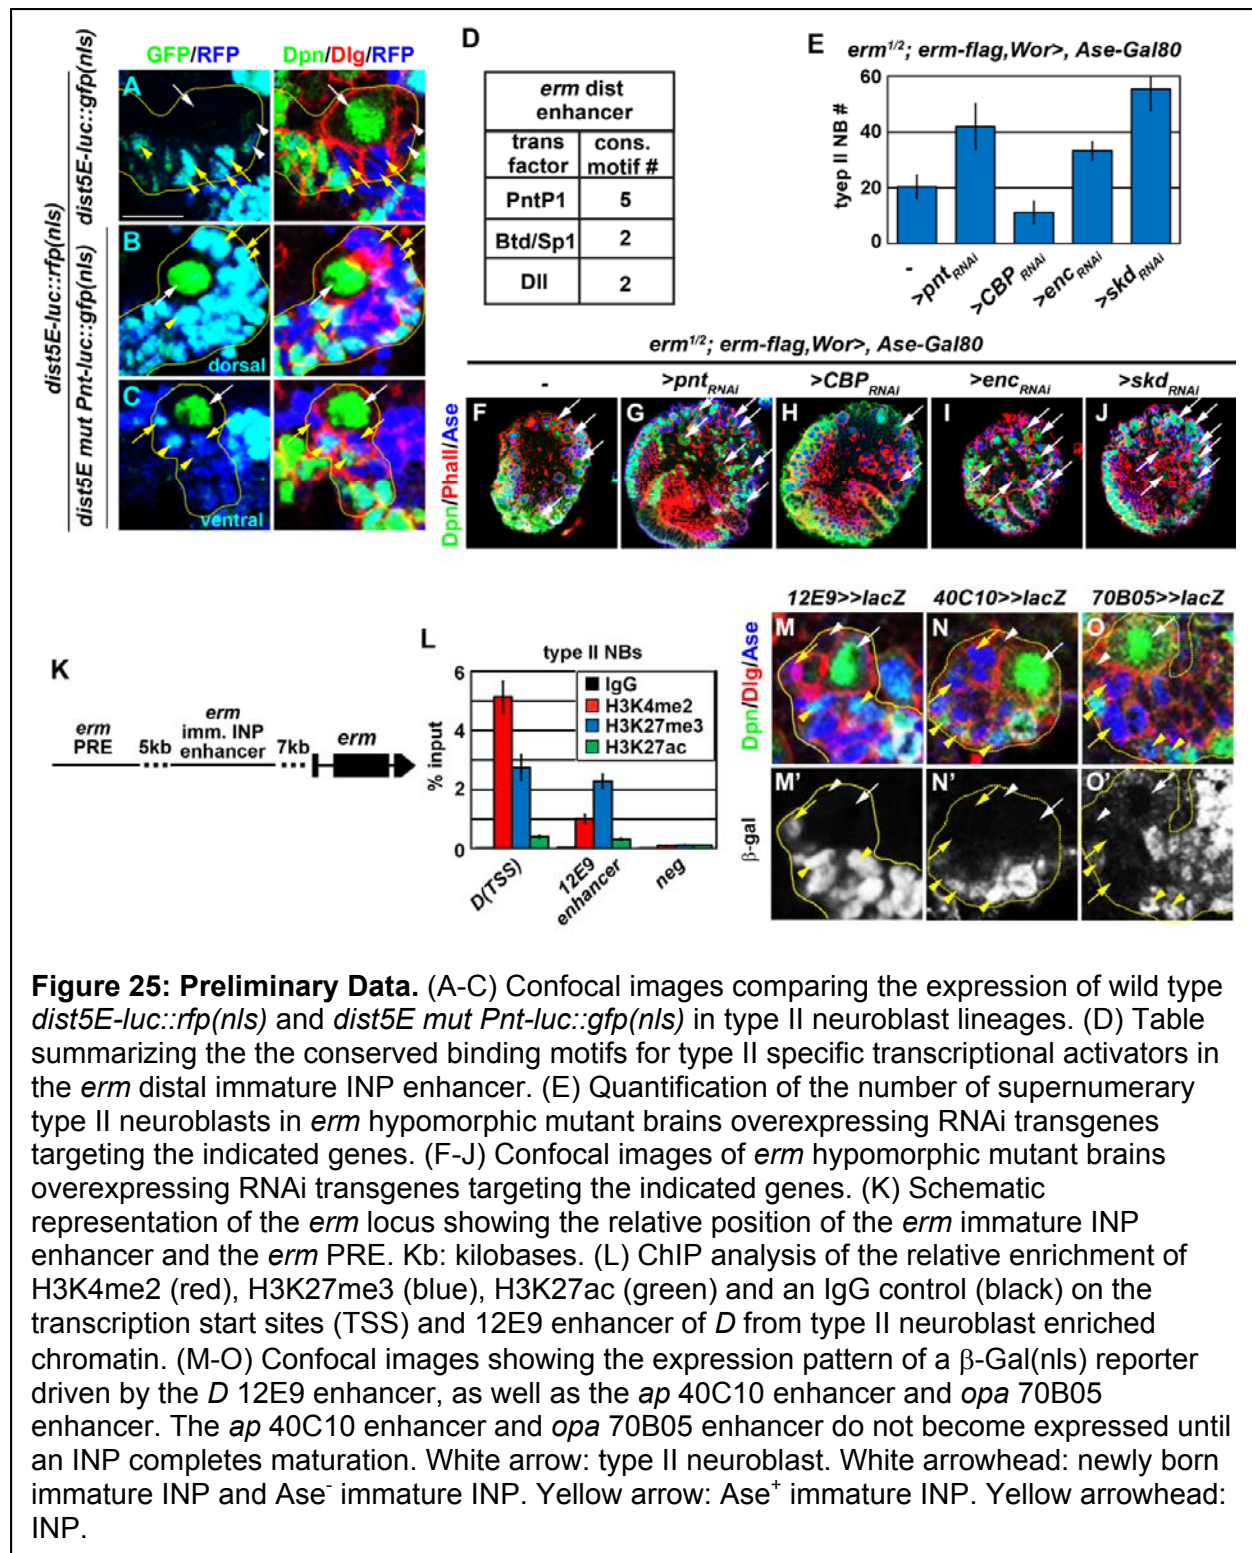 GFP/RFP
Dpn/Dlg/RFP
dist5E-luc::rfp(nls)
dist5E-luc::gfp(nls)
dist5E mut Pnt-luc::gfp(nls)
A
B
dorsal
C
ventral
D
erm dist
enhancer
trans
factor
cons.
motif #
PntP1
5
Btd/Sp1
2
Dll
2
E
erm1/2; erm-flag,Wor>, Ase-Gal80
tyep II NB #
60
40
20
0
-
>pntRNAi
>CBPRNAi
>encRNAi
>skdRNAi
erm1/2; erm-flag,Wor>, Ase-Gal80
-
>pntRNAi
>CBPRNAi
>encRNAi
>skdRNAi
Dpn/Phall/Ase
F
G
H
I
J
K
erm
PRE
5kb
erm
imm. INP
enhancer
7kb
erm
L
type II NBs
% input
6
4
2
0
IgG
H3K4me2
H3K27me3
H3K27ac
D(TSS)
12E9
enhancer
neg
12E9>>lacZ
40C10>>lacZ
70B05>>lacZ
Dpn/Dlg/Ase
M
N
O
β-gal
M'
N'
O'
Figure 25: Preliminary Data. (A-C) Confocal images comparing the expression of wild type
dist5E-luc::rfp(nls) and dist5E mut Pnt-luc::gfp(nls) in type II neuroblast lineages. (D) Table
summarizing the the conserved binding motifs for type II specific transcriptional activators in
the erm distal immature INP enhancer. (E) Quantification of the number of supernumerary
type II neuroblasts in erm hypomorphic mutant brains overexpressing RNAi transgenes
targeting the indicated genes. (F-J) Confocal images of erm hypomorphic mutant brains
overexpressing RNAi transgenes targeting the indicated genes. (K) Schematic
representation of the erm locus showing the relative position of the erm immature INP
enhancer and the erm PRE. Kb: kilobases. (L) ChIP analysis of the relative enrichment of
H3K4me2 (red), H3K27me3 (blue), H3K27ac (green) and an IgG control (black) on the
transcription start sites (TSS) and 12E9 enhancer of D from type II neuroblast enriched
chromatin. (M-O) Confocal images showing the expression pattern of a β-Gal(nls) reporter
driven by the D 12E9 enhancer, as well as the ap 40C10 enhancer and opa 70B05
enhancer. The ap 40C10 enhancer and opa 70B05 enhancer do not become expressed until
an INP completes maturation. White arrow: type II neuroblast. White arrowhead: newly born
immature INP and Ase- immature INP. Yellow arrow: Ase+ immature INP. Yellow arrowhead:
INP.